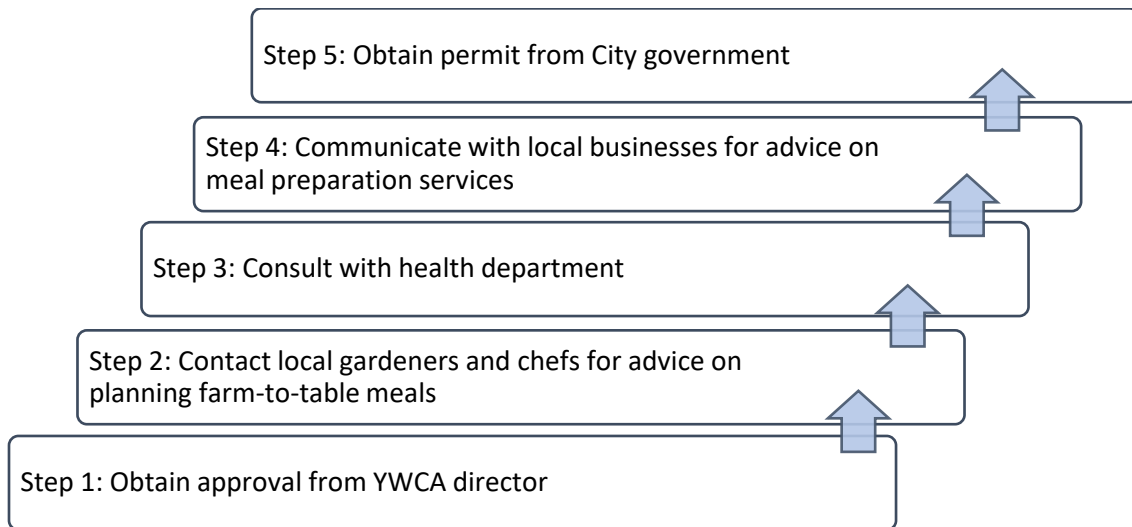 Step 5: Obtain permit from City government
Step 4: Communicate with local businesses for advice on
meal preparation services
Step 3: Consult with health department
Step 2: Contact local gardeners and chefs for advice on
planning farm-to-table meals
Step 1: Obtain approval from YWCA director